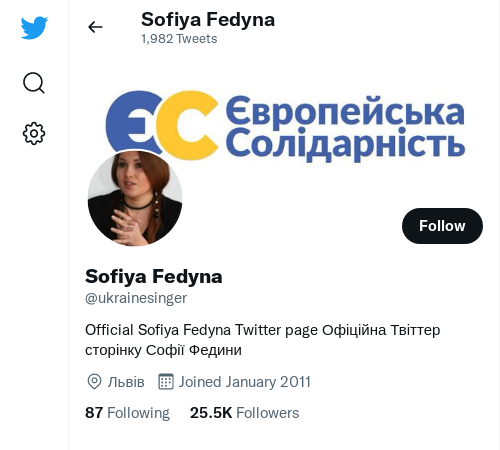 Sofiya Fedyna
1,982 Tweets
ЄС Європейська
Солідарність
Follow
Sofiya Fedyna
@ukrainesinger
Official Sofiya Fedyna Twitter page Офіційна Твіттер
сторінку Софії Федини
Львів Joined January 2011
87 Following 25.5K Followers